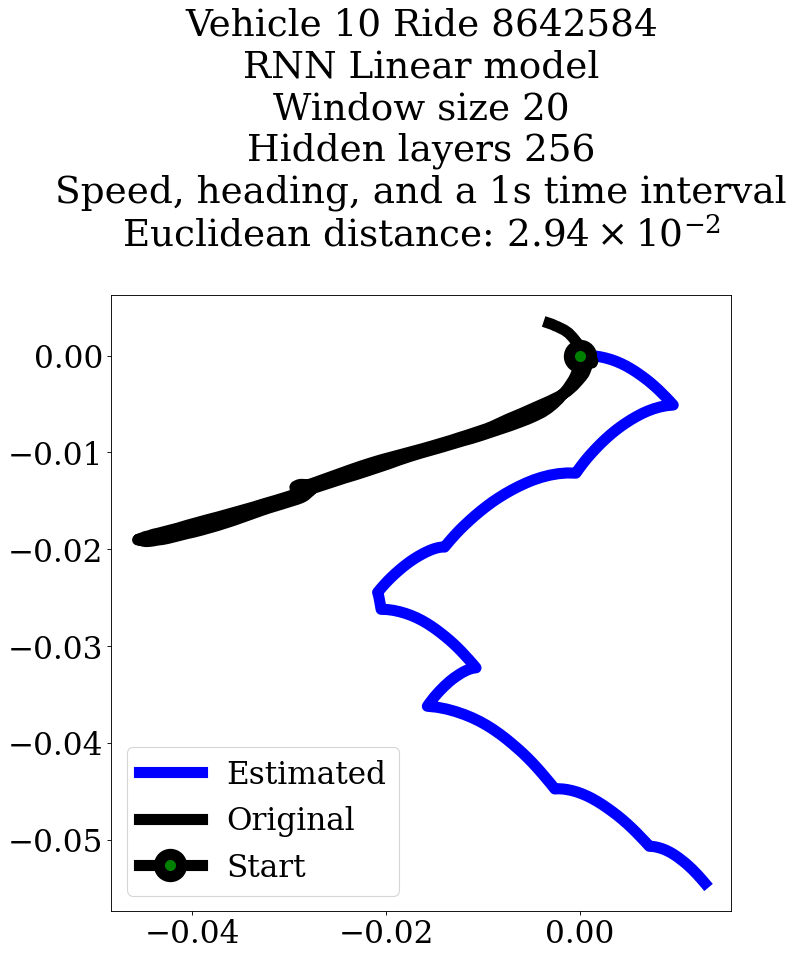 Vehicle 10 Ride 8642584
RNN Linear model
Window size 20
Hidden layers 256
Speed, heading, and a 1s time interval
Euclidean distance: 2.94 × 10⁻²
0.00
−0.01
−0.02
−0.03
−0.04
−0.05
Estimated
Original
Start
−0.04
−0.02
0.00